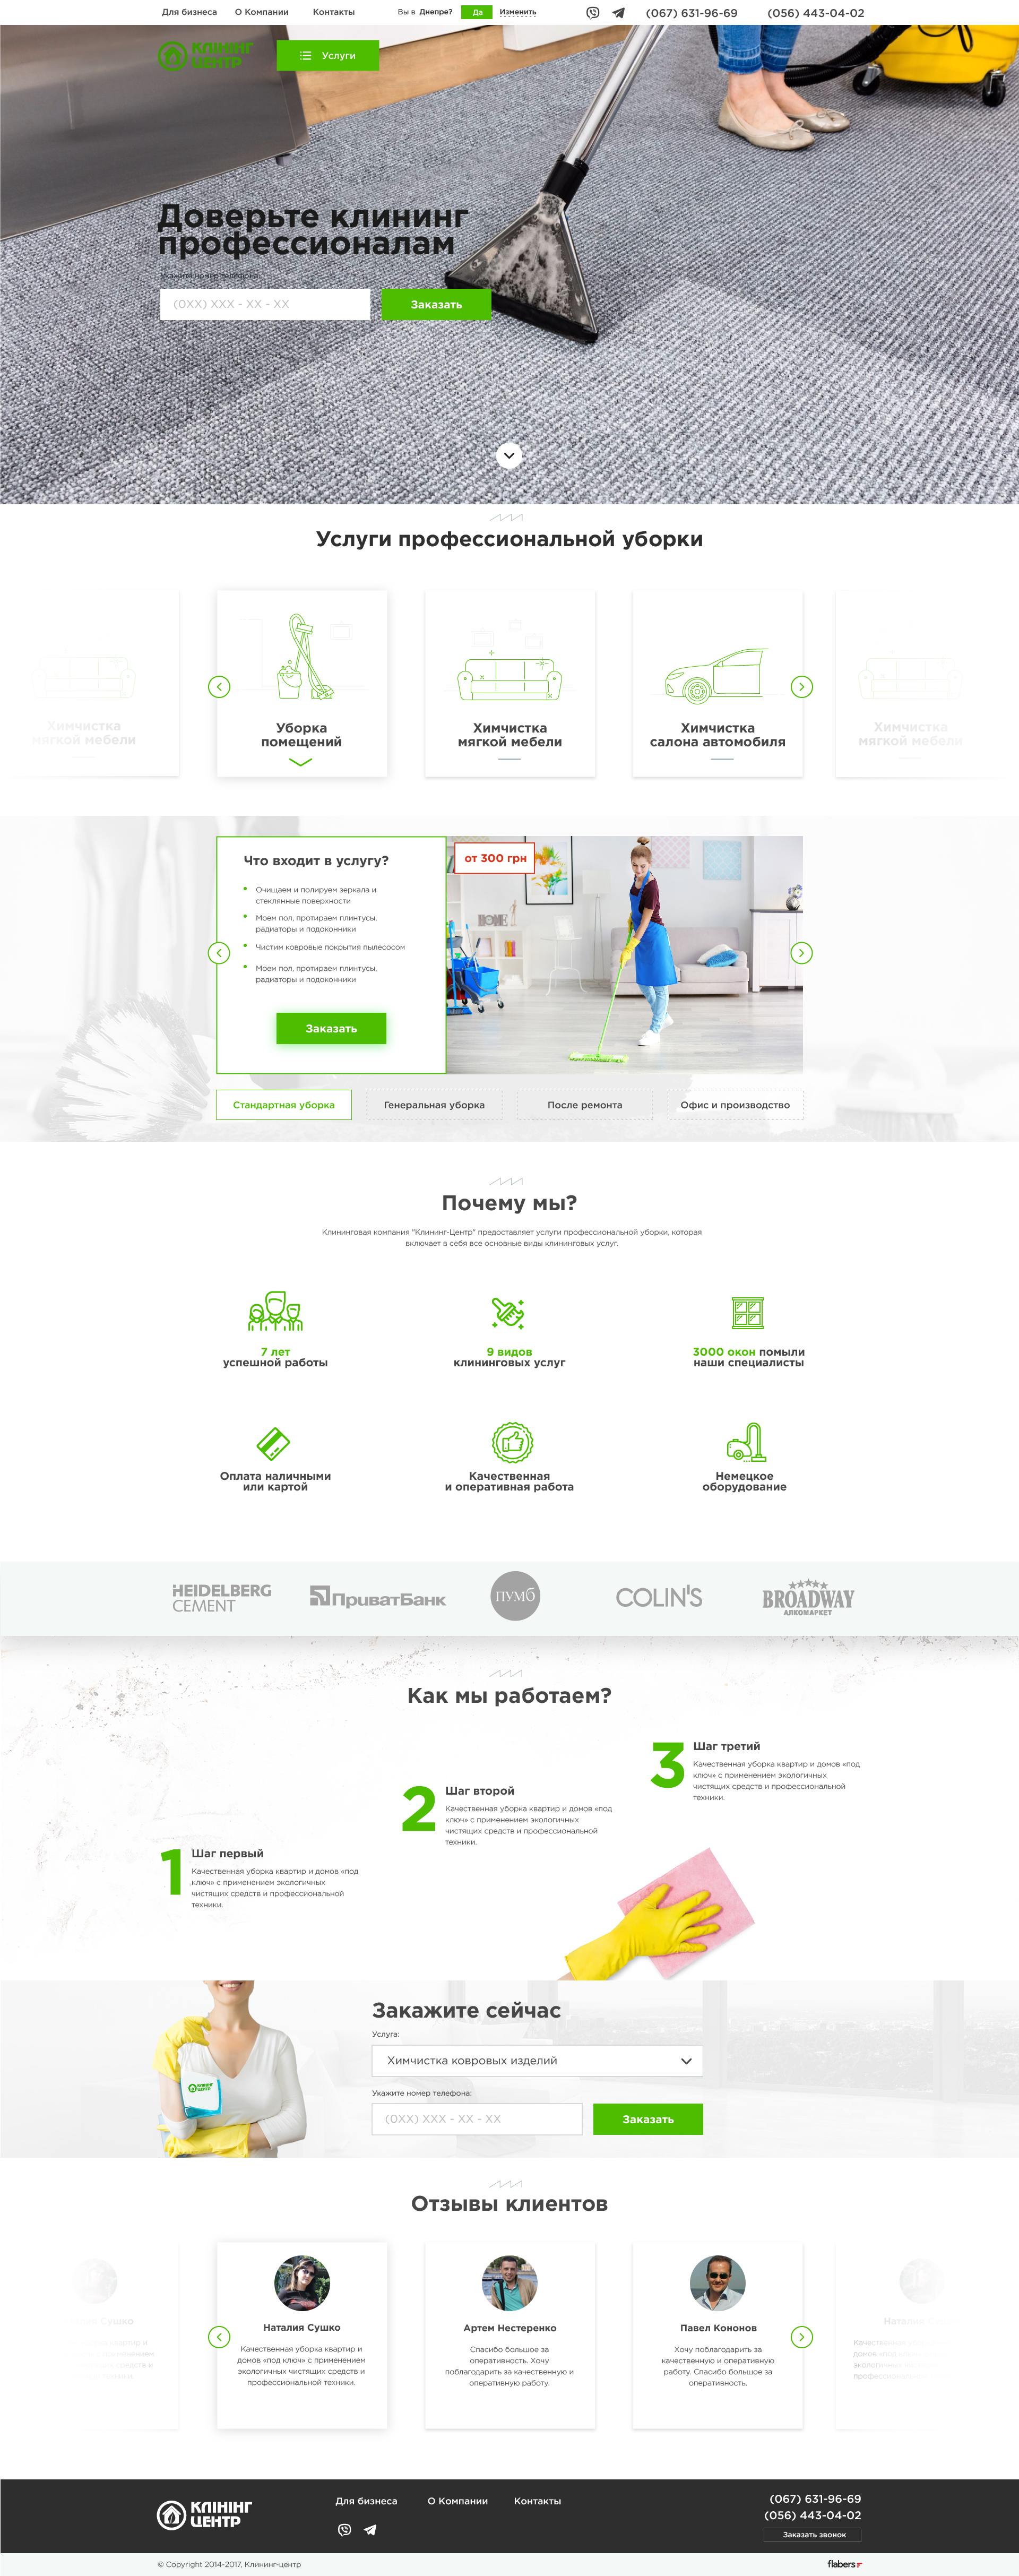 Для бизнеса О Компании Контакты Вы в Днепре? Да Изменить (067) 631-96-69 (056) 443-04-02
КЛІНІНГ
ЦЕНТР
Услуги
Доверьте клининг
профессионалам
Укажите номер телефона:
(0XX) XXX - XX - XX
Заказать
Услуги профессиональной уборки
Химчистка
мягкой мебели
Уборка
помещений
Химчистка
мягкой мебели
Химчистка
салона автомобиля
Химчистка
мягкой мебели
Что входит в услугу?
Очищаем и полируем зеркала и
стеклянные поверхности
Моем пол, протираем плинтусы,
радиаторы и подоконники
Чистим ковровые покрытия пылесосом
Моем пол, протираем плинтусы,
радиаторы и подоконники
Заказать
от 300 грн
HOME
Стандартная уборка
Генеральная уборка
После ремонта
Офис и производство
Почему мы?
Клининговая компания "Клининг-Центр" предоставляет услуги профессиональной уборки, которая
включает в себя все основные виды клининговых услуг.
7 лет
успешной работы
9 видов
клининговых услуг
3000 окон помыли
наши специалисты
Оплата наличными
или картой
Качественная
и оперативная работа
Немецкое
оборудование
HEIDELBERG
CEMENT
ПриватБанк
ПУМБ
COLIN'S
BROADWAY
АЛКОМАРКЕТ
Как мы работаем?
3
Шаг третий
Качественная уборка квартир и домов «под
ключ» с применением экологичных
чистящих средств и профессиональной
техники.
2
Шаг второй
Качественная уборка квартир и домов «под
ключ» с применением экологичных
чистящих средств и профессиональной
техники.
1
Шаг первый
Качественная уборка квартир и домов «под
ключ» с применением экологичных
чистящих средств и профессиональной
техники.
КЛІНІНГ
ЦЕНТР
Закажите сейчас
Услуга:
Химчистка ковровых изделий
Укажите номер телефона:
(0XX) XXX - XX - XX
Заказать
Отзывы клиентов
Сушко
Наталия Сушко
Качественная уборка квартир и
домов «под ключ» с применением
экологичных чистящих средств и
профессиональной техники.
Артем Нестеренко
Спасибо большое за
оперативность. Хочу
поблагодарить за качественную и
оперативную работу.
Павел Кононов
Хочу поблагодарить за
качественную и оперативную
работу. Спасибо большое за
оперативность.
КЛІНІНГ
ЦЕНТР
Для бизнеса О Компании Контакты
(067) 631-96-69
(056) 443-04-02
Заказать звонок
© Copyright 2014-2017, Клининг-центр
flabers